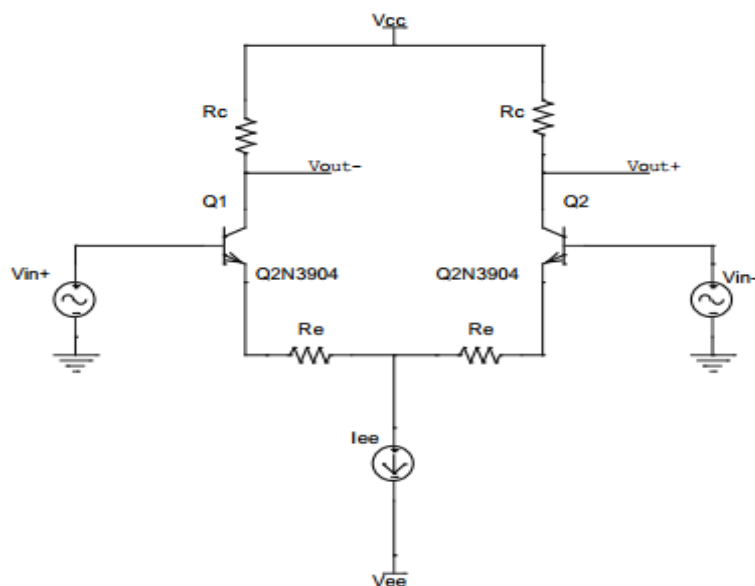 Vcc
Rc
Rc
Vout-
Vout+
Q1
Q2
Vin+
Q2N3904
Q2N3904
Vin-
Re
Re
Iee
Vee